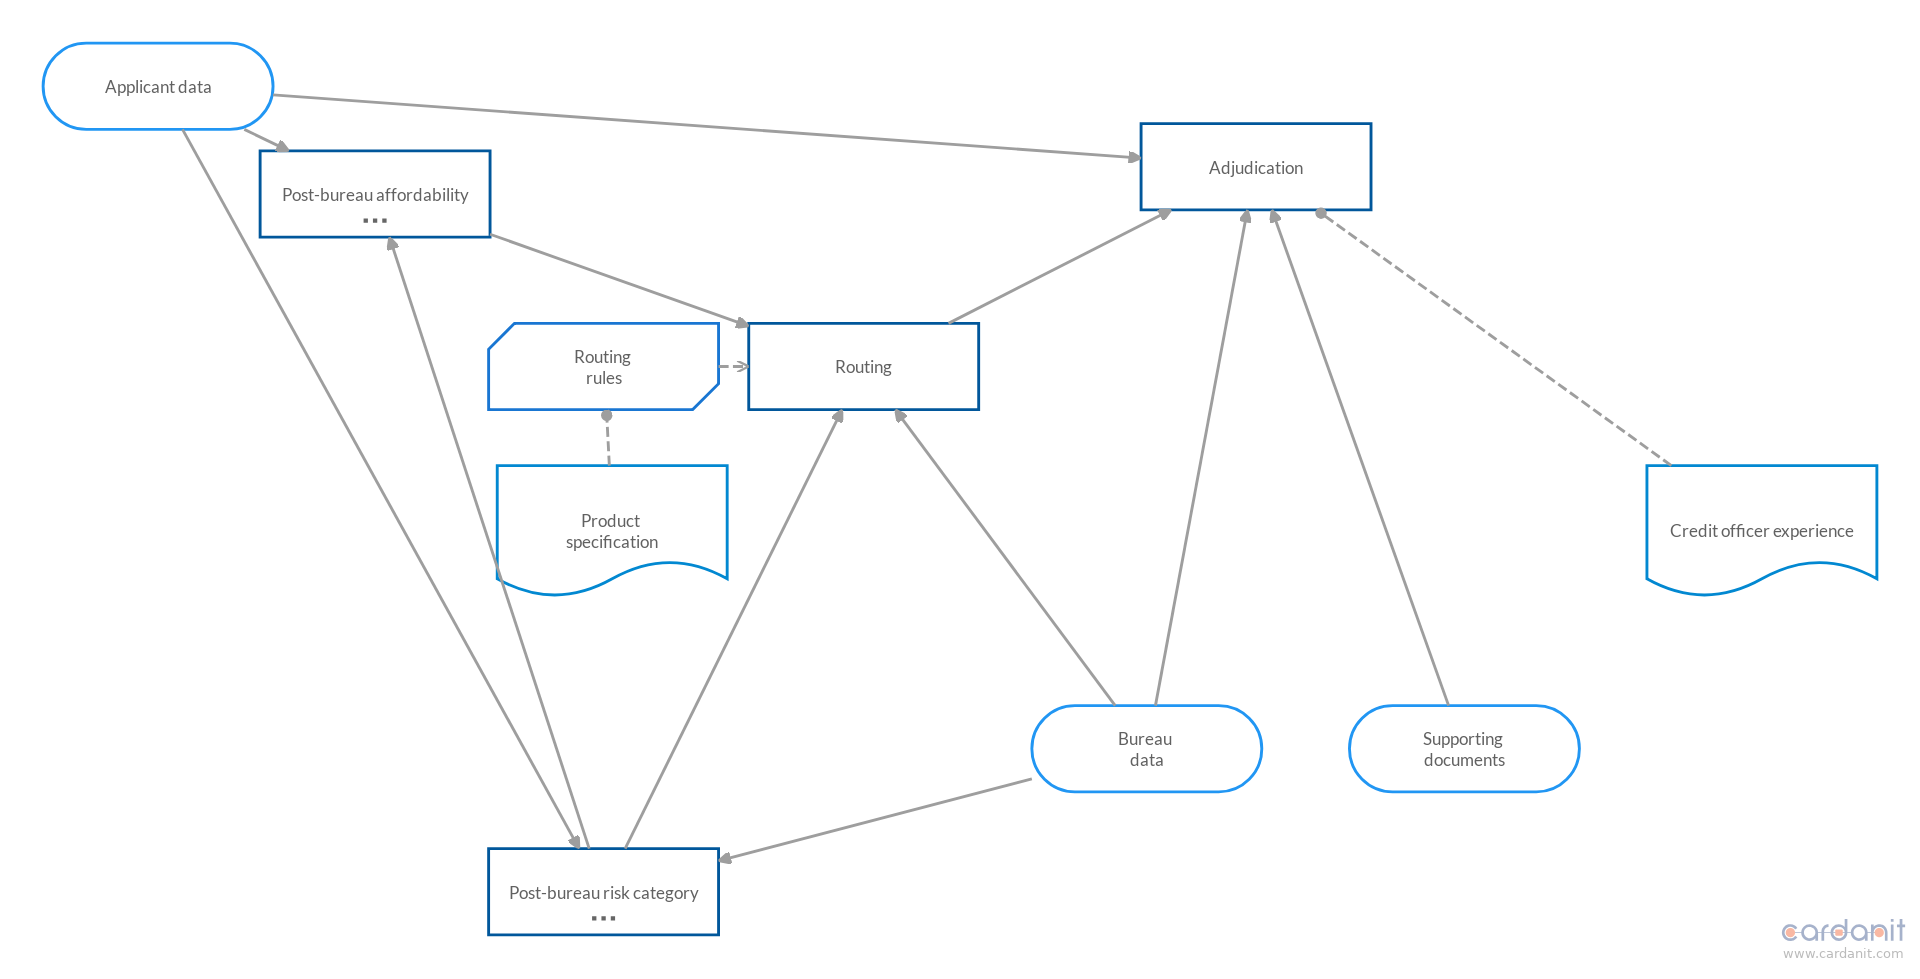 Applicant data
Adjudication
Post-bureau affordability
Routing
rules
Routing
Product
specification
Credit officer experience
Bureau
data
Supporting
documents
Post-bureau risk category
cardanit
www.cardanit.com